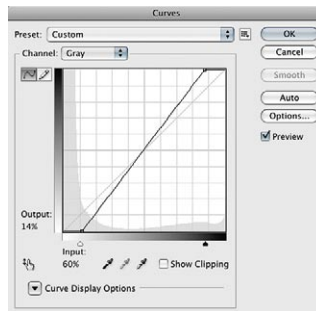 Curves
Preset: Custom
OK
Channel: Gray
Cancel
Smooth
Auto
Options...
Preview
Output:
14%
Input:
60%
Show Clipping
Curve Display Options